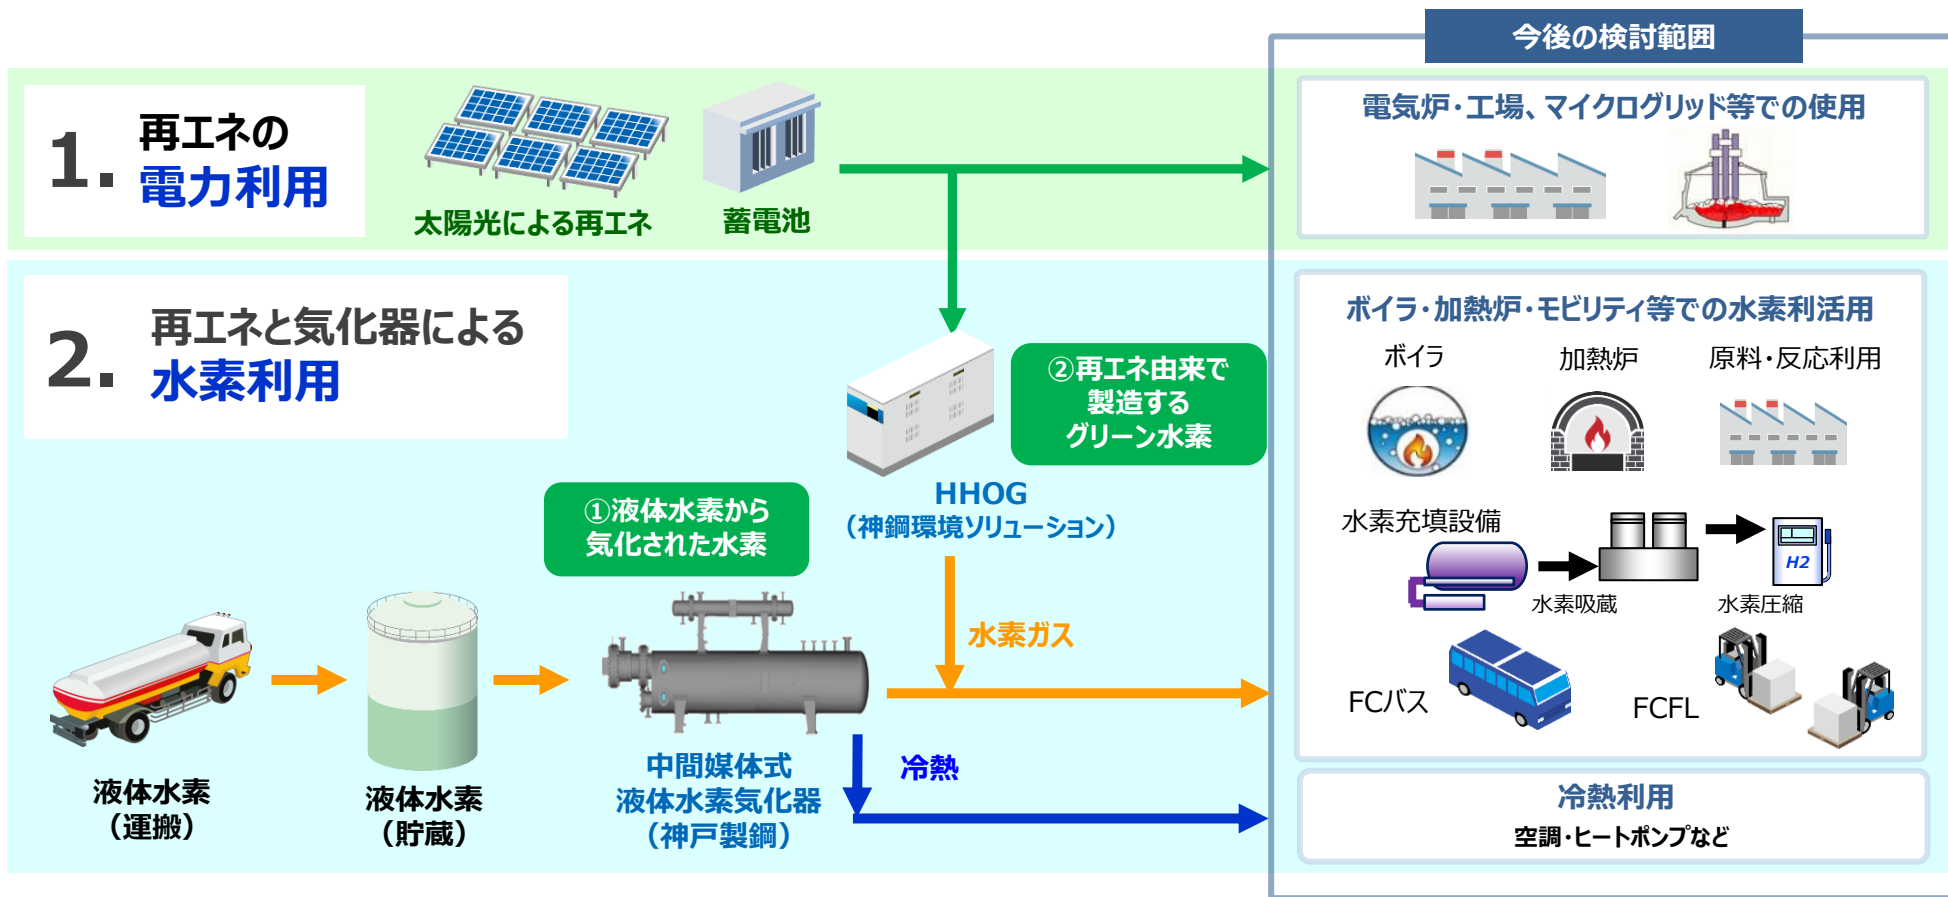 今後の検討範囲
1. 再エネの
電力利用
太陽光による再エネ
蓄電池
電気炉・工場、マイクログリッド等での使用
2. 再エネと気化器による
水素利用
②再エネ由来で
製造する
グリーン水素
HHOG
（神鋼環境ソリューション）
①液体水素から
気化された水素
水素ガス
冷熱
液体水素
（運搬）
液体水素
（貯蔵）
中間媒体式
液体水素気化器
（神戸製鋼）
ボイラ・加熱炉・モビリティ等での水素利活用
ボイラ
加熱炉
原料・反応利用
水素充填設備
H2
水素吸蔵
水素圧縮
FCバス
FCFL
冷熱利用
空調・ヒートポンプなど